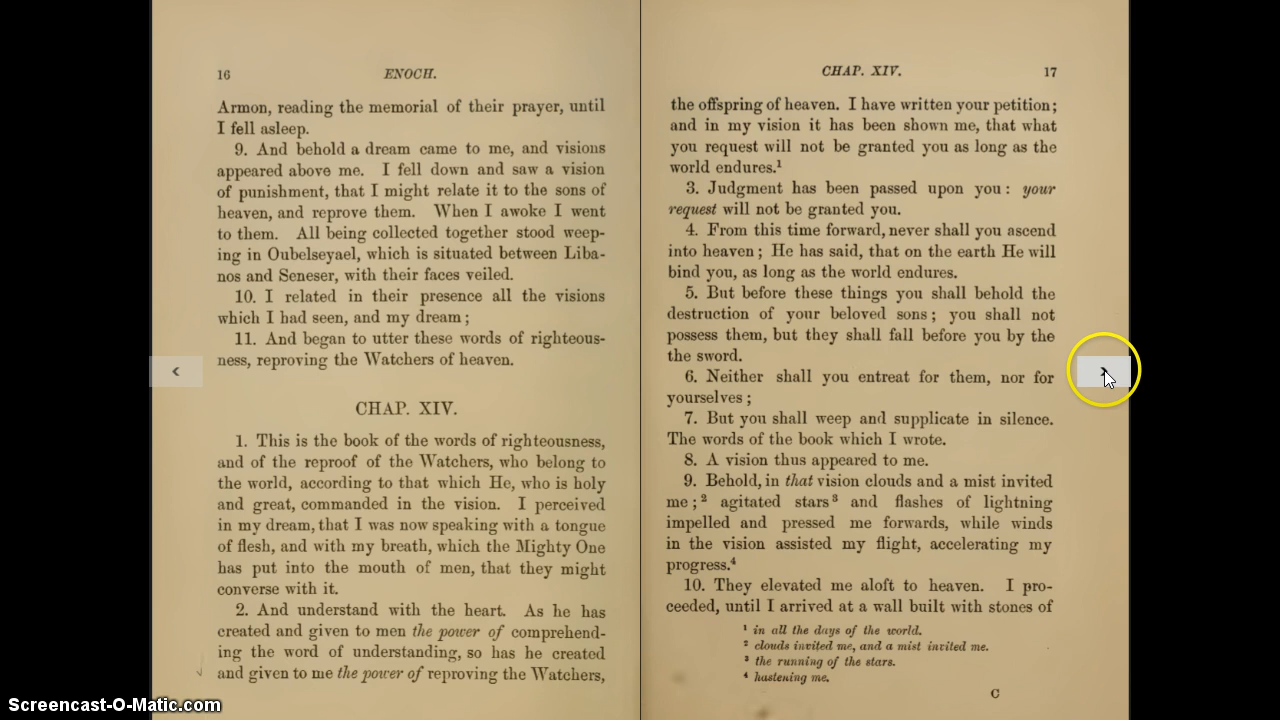 16 ENOCH.
Armon, reading the memorial of their prayer, until
I fell asleep.
9. And behold a dream came to me, and visions
appeared above me. I fell down and saw a vision
of punishment, that I might relate it to the sons of
heaven, and reprove them. When I awoke I went
to them. All being collected together stood weep-
ing in Oubelseyael, which is situated between Liba-
nos and Seneser, with their faces veiled.
10. I related in their presence all the visions
which I had seen, and my dream;
11. And began to utter these words of righteous-
ness, reproving the Watchers of heaven.
CHAP. XIV.
1. This is the book of the words of righteousness,
and of the reproof of the Watchers, who belong to
the world, according to that which He, who is holy
and great, commanded in the vision. I perceived
in my dream, that I was now speaking with a tongue
of flesh, and with my breath, which the Mighty One
has put into the mouth of men, that they might
converse with it.
2. And understand with the heart. As he has
created and given to men the power of comprehend-
ing the word of understanding, so has he created
and given to me the power of reproving the Watchers,
CHAP. XIV. 17
the offspring of heaven. I have written your petition;
and in my vision it has been shown me, that what
you request will not be granted you as long as the
world endures.¹
3. Judgment has been passed upon you: your
request will not be granted you.
4. From this time forward, never shall you ascend
into heaven; He has said, that on the earth He will
bind you, as long as the world endures.
5. But before these things you shall behold the
destruction of your beloved sons; you shall not
possess them, but they shall fall before you by the
the sword.
6. Neither shall you entreat for them, nor for
yourselves;
7. But you shall weep and supplicate in silence.
The words of the book which I wrote.
8. A vision thus appeared to me.
9. Behold, in that vision clouds and a mist invited
me;² agitated stars³ and flashes of lightning
impelled and pressed me forwards, while winds
in the vision assisted my flight, accelerating my
progress.⁴
10. They elevated me aloft to heaven. I pro-
ceeded, until I arrived at a wall built with stones of
¹ in all the days of the world.
² clouds invited me, and a mist invited me.
³ the running of the stars.
⁴ hastening me.
C
Screencast-O-Matic.com